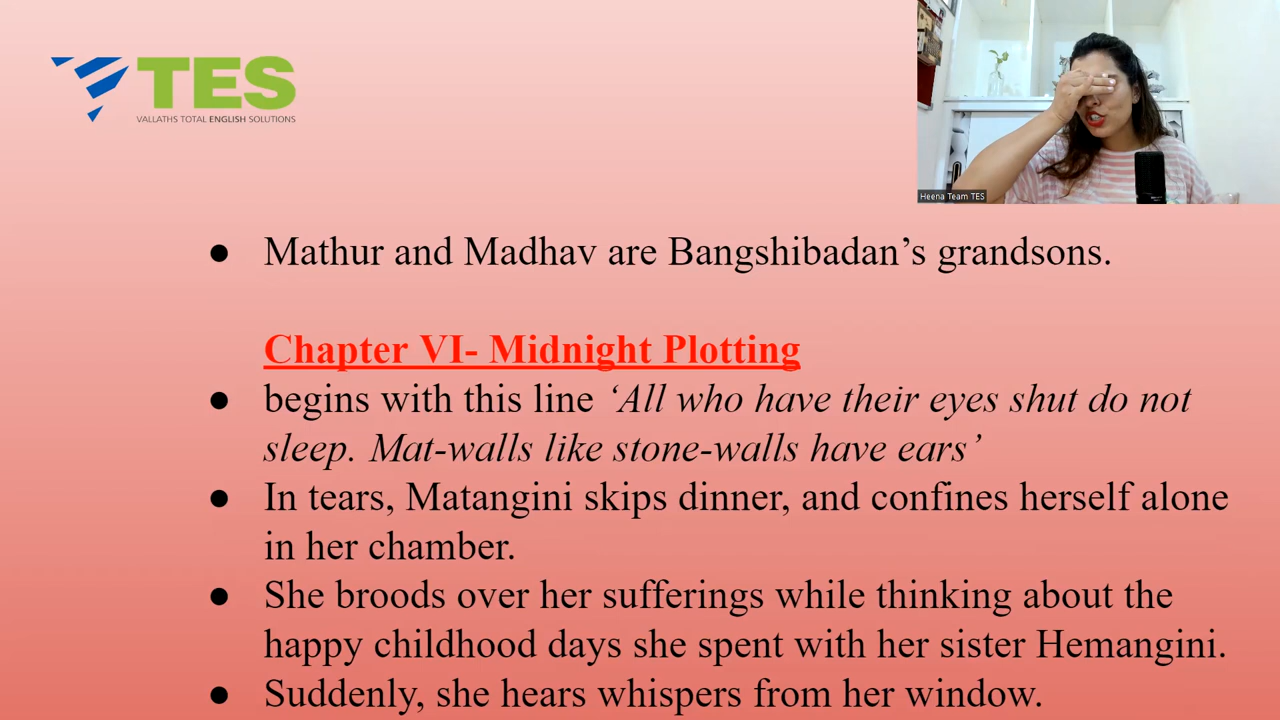 TES
VALLATHS TOTAL ENGLISH SOLUTIONS
Heena Team TES
● Mathur and Madhav are Bangshibadan’s grandsons.
Chapter VI- Midnight Plotting
● begins with this line ‘All who have their eyes shut do not
sleep. Mat-walls like stone-walls have ears’
● In tears, Matangini skips dinner, and confines herself alone
in her chamber.
● She broods over her sufferings while thinking about the
happy childhood days she spent with her sister Hemangini.
● Suddenly, she hears whispers from her window.